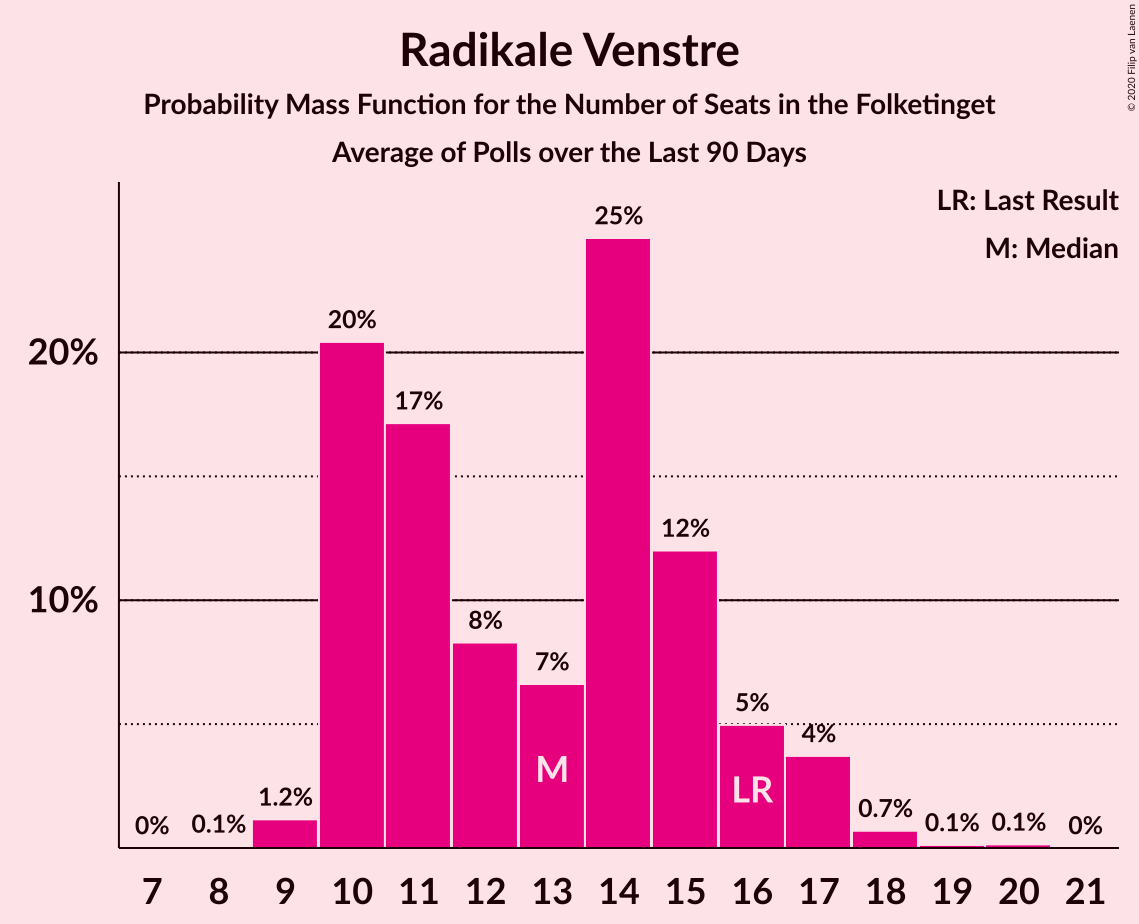 Radikale Venstre
Probability Mass Function for the Number of Seats in the Folketinget
Average of Polls over the Last 90 Days
© 2020 Filip van Laenen
LR: Last Result
M: Median
25%
20%
20%
17%
12%
10%
8%
7%
5%
4%
M
LR
1.2%
0.7%
0%
0.1%
0.1%
0.1%
0%
7 8 9 10 11 12 13 14 15 16 17 18 19 20 21